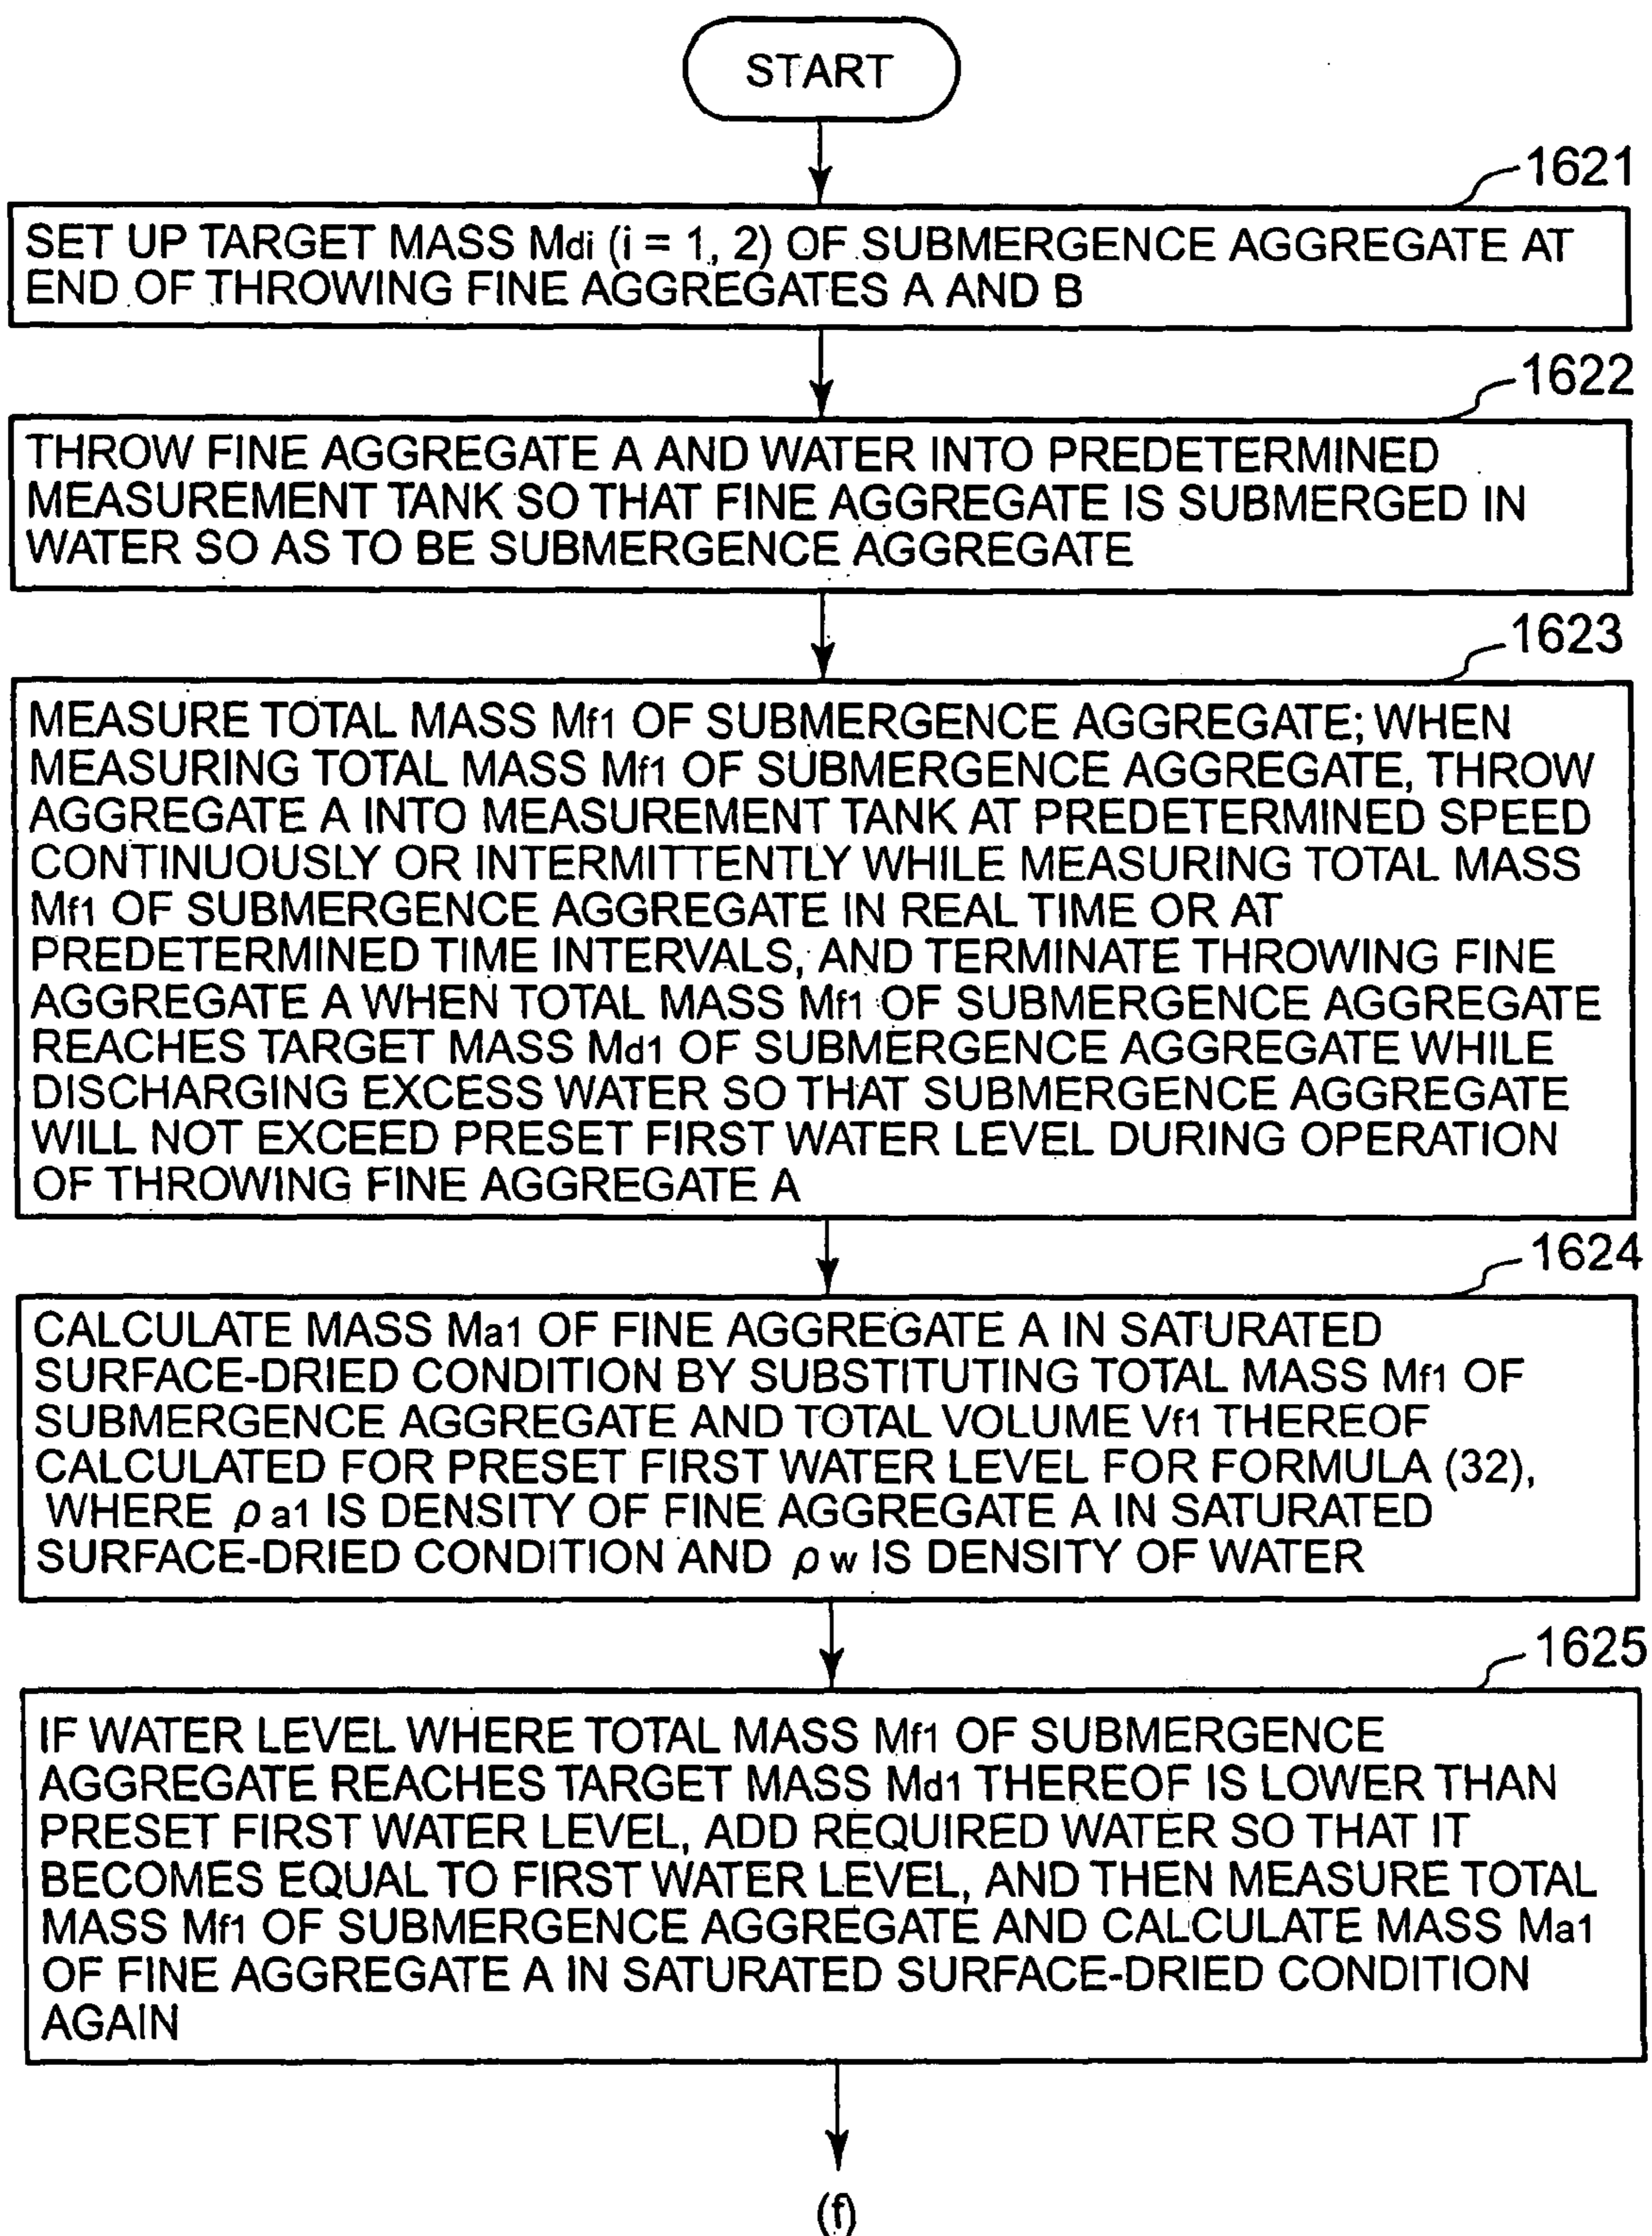 START
1621
SET UP TARGET MASS Mdi (i = 1, 2) OF SUBMERGENCE AGGREGATE AT
END OF THROWING FINE AGGREGATES A AND B
1622
THROW FINE AGGREGATE A AND WATER INTO PREDETERMINED
MEASUREMENT TANK SO THAT FINE AGGREGATE IS SUBMERGED IN
WATER SO AS TO BE SUBMERGENCE AGGREGATE
1623
MEASURE TOTAL MASS Mf1 OF SUBMERGENCE AGGREGATE; WHEN
MEASURING TOTAL MASS Mf1 OF SUBMERGENCE AGGREGATE, THROW
AGGREGATE A INTO MEASUREMENT TANK AT PREDETERMINED SPEED
CONTINUOUSLY OR INTERMITTENTLY WHILE MEASURING TOTAL MASS
Mf1 OF SUBMERGENCE AGGREGATE IN REAL TIME OR AT
PREDETERMINED TIME INTERVALS, AND TERMINATE THROWING FINE
AGGREGATE A WHEN TOTAL MASS Mf1 OF SUBMERGENCE AGGREGATE
REACHES TARGET MASS Md1 OF SUBMERGENCE AGGREGATE WHILE
DISCHARGING EXCESS WATER SO THAT SUBMERGENCE AGGREGATE
WILL NOT EXCEED PRESET FIRST WATER LEVEL DURING OPERATION
OF THROWING FINE AGGREGATE A
1624
CALCULATE MASS Ma1 OF FINE AGGREGATE A IN SATURATED
SURFACE-DRIED CONDITION BY SUBSTITUTING TOTAL MASS Mf1 OF
SUBMERGENCE AGGREGATE AND TOTAL VOLUME Vf1 THEREOF
CALCULATED FOR PRESET FIRST WATER LEVEL FOR FORMULA (32),
WHERE ρa1 IS DENSITY OF FINE AGGREGATE A IN SATURATED
SURFACE-DRIED CONDITION AND ρw IS DENSITY OF WATER
1625
IF WATER LEVEL WHERE TOTAL MASS Mf1 OF SUBMERGENCE
AGGREGATE REACHES TARGET MASS Md1 THEREOF IS LOWER THAN
PRESET FIRST WATER LEVEL, ADD REQUIRED WATER SO THAT IT
BECOMES EQUAL TO FIRST WATER LEVEL, AND THEN MEASURE TOTAL
MASS Mf1 OF SUBMERGENCE AGGREGATE AND CALCULATE MASS Ma1
OF FINE AGGREGATE A IN SATURATED SURFACE-DRIED CONDITION
AGAIN
(f)